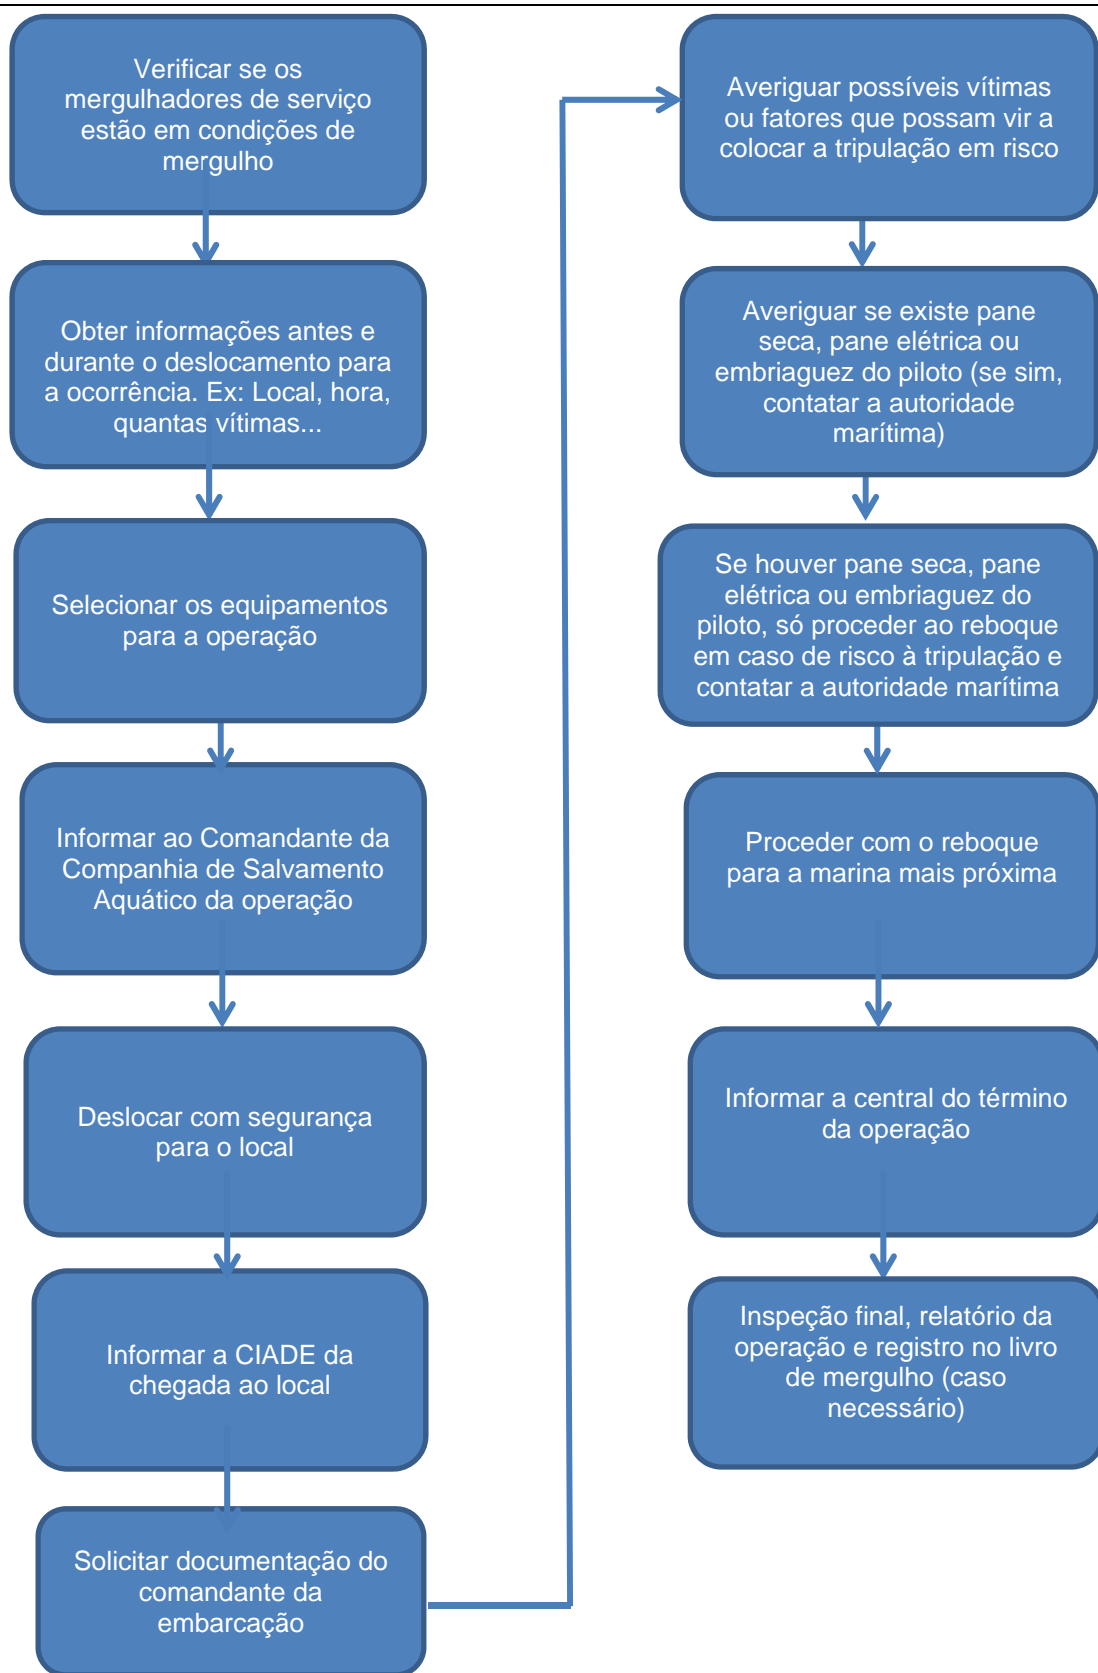 Verificar se os
mergulhadores de serviço
estão em condições de
mergulho
Obter informações antes e
durante o deslocamento para
a ocorrência. Ex: Local, hora,
quantas vítimas...
Selecionar os equipamentos
para a operação
Informar ao Comandante da
Companhia de Salvamento
Aquático da operação
Deslocar com segurança
para o local
Informar a CIADE da
chegada ao local
Solicitar documentação do
comandante da
embarcação
Averiguar possíveis vítimas
ou fatores que possam vir a
colocar a tripulação em risco
Averiguar se existe pane
seca, pane elétrica ou
embriaguez do piloto (se sim,
contatar a autoridade
marítima)
Se houver pane seca, pane
elétrica ou embriaguez do
piloto, só proceder ao reboque
em caso de risco à tripulação e
contatar a autoridade marítima
Proceder com o reboque
para a marina mais próxima
Informar a central do término
da operação
Inspeção final, relatório da
operação e registro no livro
de mergulho (caso
necessário)